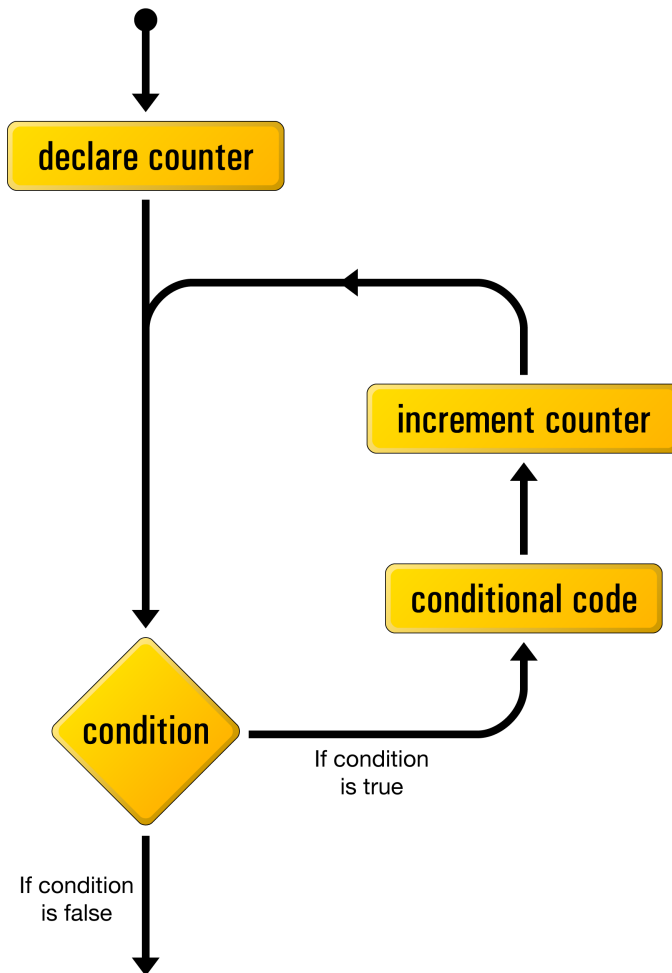 declare counter
increment counter
conditional code
condition
If condition
is true
If condition
is false